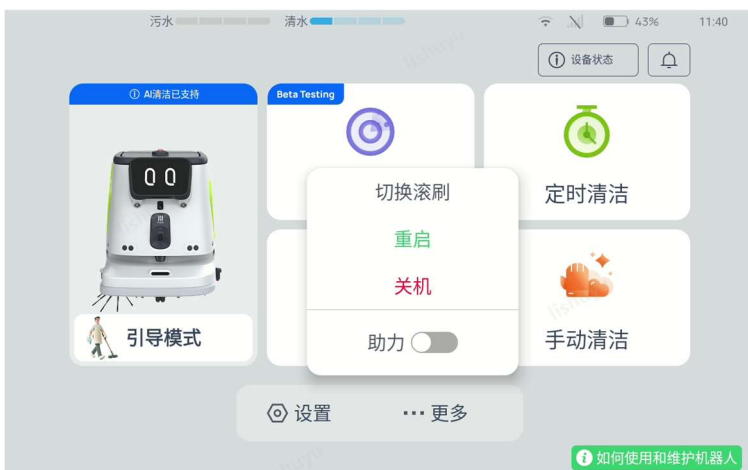 污水 清水 43% 11:40
设备状态
AI清洁已支持
Beta Testing
切换滚刷
重启
关机
助力
定时清洁
引导模式
手动清洁
设置
更多
如何使用和维护机器人
lishuyu